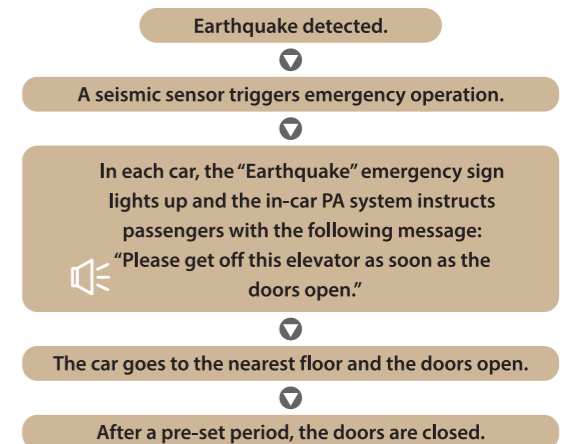 Earthquake detected.
A seismic sensor triggers emergency operation.
In each car, the “Earthquake” emergency sign
lights up and the in-car PA system instructs
passengers with the following message:
“Please get off this elevator as soon as the
doors open.”
The car goes to the nearest floor and the doors open.
After a pre-set period, the doors are closed.